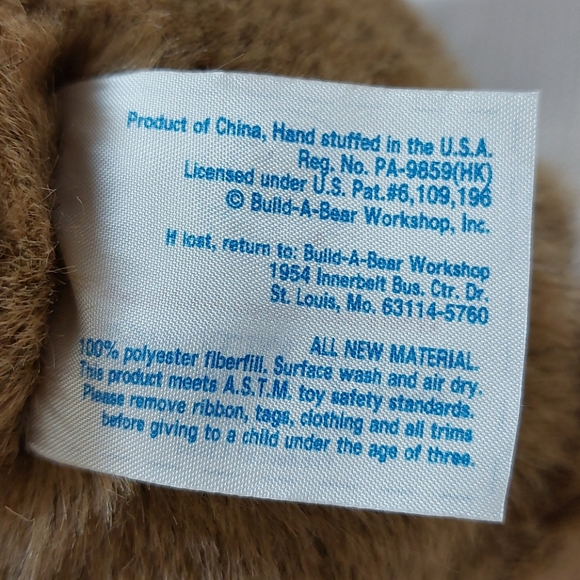 Product of China, Hand stuffed in the U.S.A.
Reg. No. PA-9859(HK)
Licensed under U.S. Pat.#6,109,196
© Build-A-Bear Workshop, Inc.
If lost, return to: Build-A-Bear Workshop
1954 Innerbelt Bus. Ctr. Dr.
St. Louis, Mo. 63114-5760
ALL NEW MATERIAL.
100% polyester fiberfill. Surface wash and air dry.
This product meets A.S.T.M. toy safety standards.
Please remove ribbon, tags, clothing and all trims
before giving to a child under the age of three.